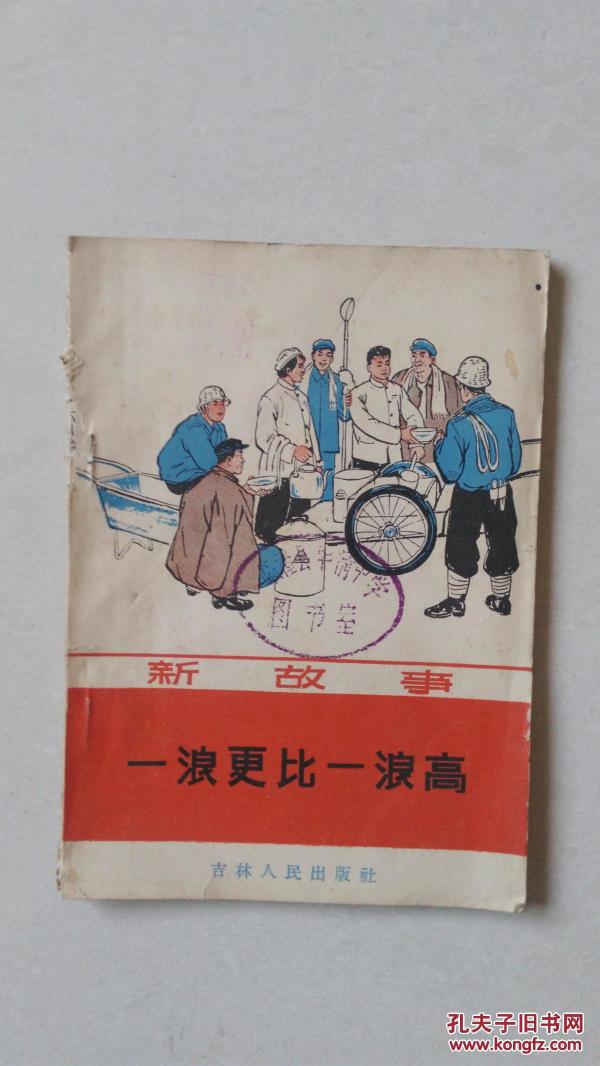 图书室
新故事
一浪更比一浪高
吉林人民出版社
孔夫子旧书网
www.kongfz.com